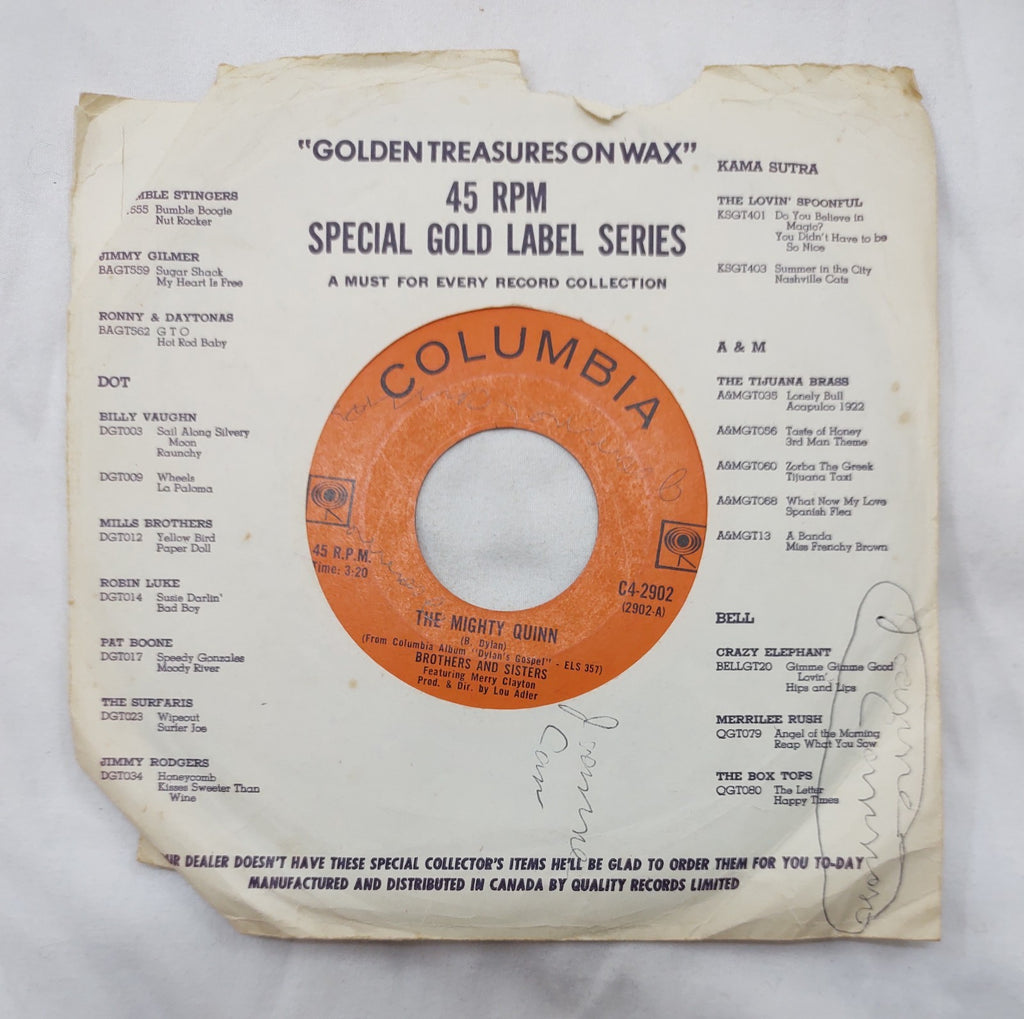 "GOLDEN TREASURES ON WAX"
45 RPM
SPECIAL GOLD LABEL SERIES
A MUST FOR EVERY RECORD COLLECTION
MBLE STINGERS
555 Bumble Boogie
Nut Rocker
JIMMY GILMER
BAGT559 Sugar Shack
My Heart Is Free
RONNY & DAYTONAS
BAGT562 G T O
Hot Rod Baby
DOT
BILLY VAUGHN
DGT003 Sail Along Silvery
Moon
Raunchy
DGT009 Wheels
La Paloma
MILLS BROTHERS
DGT012 Yellow Bird
Paper Doll
ROBIN LUKE
DGT014 Susie Darlin'
Bad Boy
PAT BOONE
DGT017 Speedy Gonzales
Moody River
THE SURFARIS
DGT023 Wipeout
Surfer Joe
JIMMY RODGERS
DGT034 Honeycomb
Kisses Sweeter Than
Wine
COLUMBIA
45 R.P.M.
Time: 3-20
C4-2902
(2902-A)
THE MIGHTY QUINN
(B. Dylan)
(From Columbia Album "Dylan's Gospel" - ELS 357)
BROTHERS AND SISTERS
Featuring Merry Clayton
Prod. & Dir. by Lou Adler
KAMA SUTRA
THE LOVIN' SPOONFUL
KSGT401 Do You Believe in
Magic?
You Didn't Have to be
So Nice
KSGT403 Summer in the City
Nashville Cats
A & M
THE TIJUANA BRASS
A&MGT035 Lonely Bull
Acapulco 1922
A&MGT056 Taste of Honey
3rd Man Theme
A&MGT060 Zorba The Greek
Tijuana Taxi
A&MGT068 What Now My Love
Spanish Flea
A&MGT13 A Banda
Miss Frenchy Brown
BELL
CRAZY ELEPHANT
BELLGT20 Gimme Gimme Good
Lovin'
Hips and Lips
MERRILEE RUSH
QGT079 Angel of the Morning
Reap What You Sow
THE BOX TOPS
QGT080 The Letter
Happy Times
UR DEALER DOESN'T HAVE THESE SPECIAL COLLECTOR'S ITEMS HE'LL BE GLAD TO ORDER THEM FOR YOU TO-DAY
MANUFACTURED AND DISTRIBUTED IN CANADA BY QUALITY RECORDS LIMITED